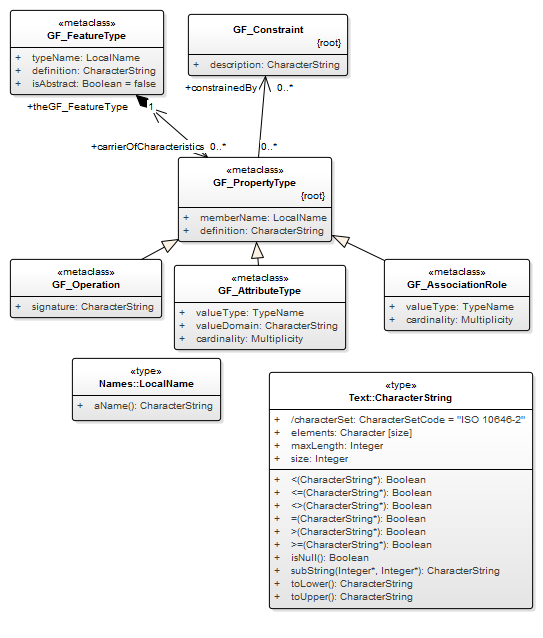 «metaclass»
GF_FeatureType
+ typeName: LocalName
+ definition: CharacterString
+ isAbstract: Boolean = false
GF_Constraint
{root}
+ description: CharacterString
+theGF_FeatureType
1
+constrainedBy
0..*
+carrierOfCharacteristics
0..*
0..*
«metaclass»
GF_PropertyType
{root}
+ memberName: LocalName
+ definition: CharacterString
«metaclass»
GF_Operation
+ signature: CharacterString
«metaclass»
GF_AttributeType
+ valueType: TypeName
+ valueDomain: CharacterString
+ cardinality: Multiplicity
«metaclass»
GF_AssociationRole
+ valueType: TypeName
+ cardinality: Multiplicity
«type»
Names::LocalName
+ aName(): CharacterString
«type»
Text::CharacterString
+ /characterSet: CharacterSetCode = "ISO 10646-2"
+ elements: Character [size]
+ maxLength: Integer
+ size: Integer
+ <(CharacterString*): Boolean
+ <=(CharacterString*): Boolean
+ <>(CharacterString*): Boolean
+ =(CharacterString*): Boolean
+ >(CharacterString*): Boolean
+ >=(CharacterString*): Boolean
+ isNull(): Boolean
+ subString(Integer*, Integer*): CharacterString
+ toLower(): CharacterString
+ toUpper(): CharacterString